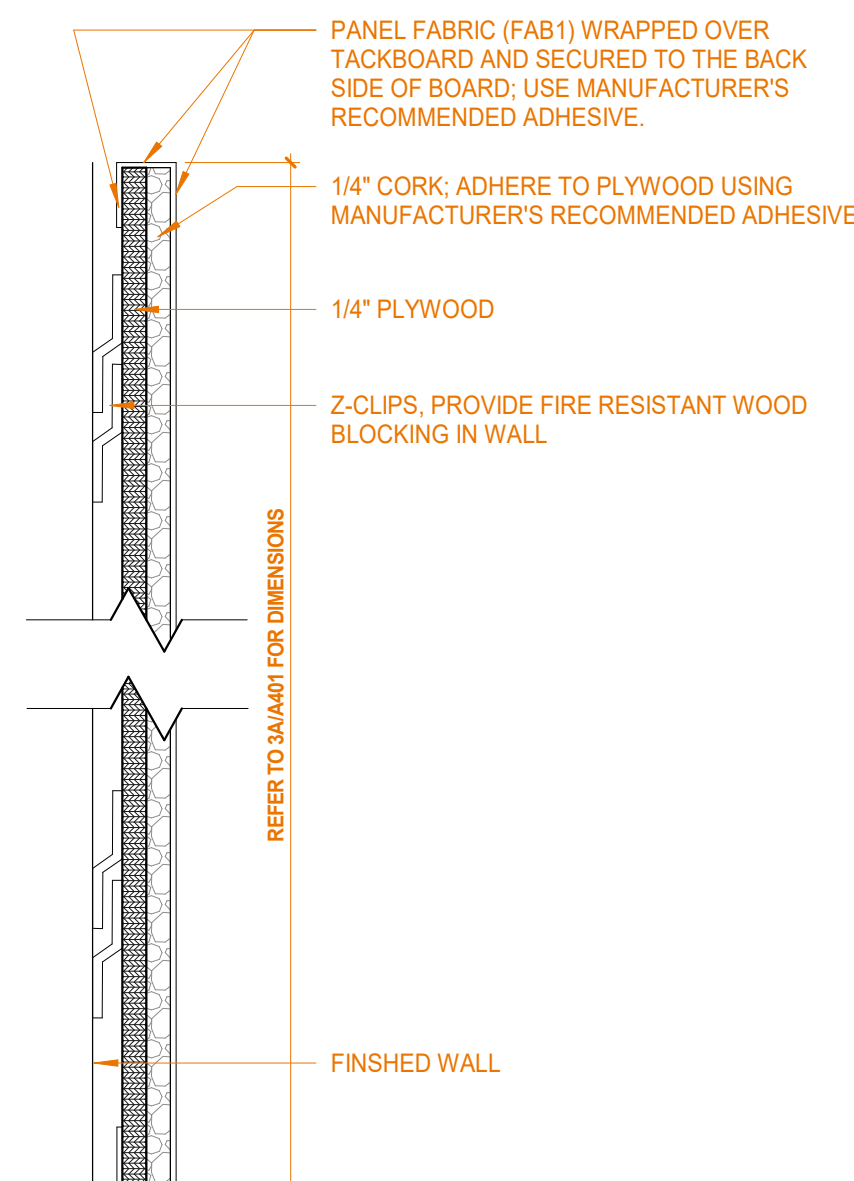 PANEL FABRIC (FAB1) WRAPPED OVER
TACKBOARD AND SECURED TO THE BACK
SIDE OF BOARD; USE MANUFACTURER'S
RECOMMENDED ADHESIVE.
1/4" CORK; ADHERE TO PLYWOOD USING
MANUFACTURER'S RECOMMENDED ADHESIVE
1/4" PLYWOOD
Z-CLIPS, PROVIDE FIRE RESISTANT WOOD
BLOCKING IN WALL
REFER TO 3A/A401 FOR DIMENSIONS
FINSHED WALL